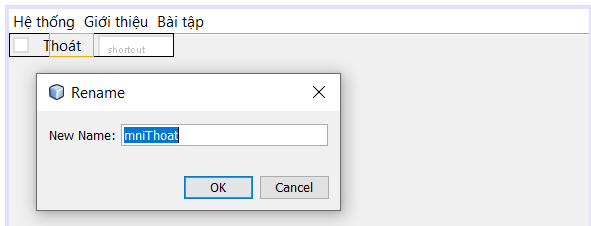 Hệ thống Giới thiệu Bài tập
Thoát shortcut
Rename
New Name: mniThoat
OK Cancel